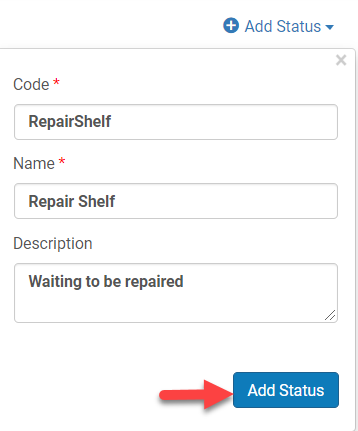 Add Status
×
Code *
RepairShelf
Name *
Repair Shelf
Description
Waiting to be repaired
Add Status